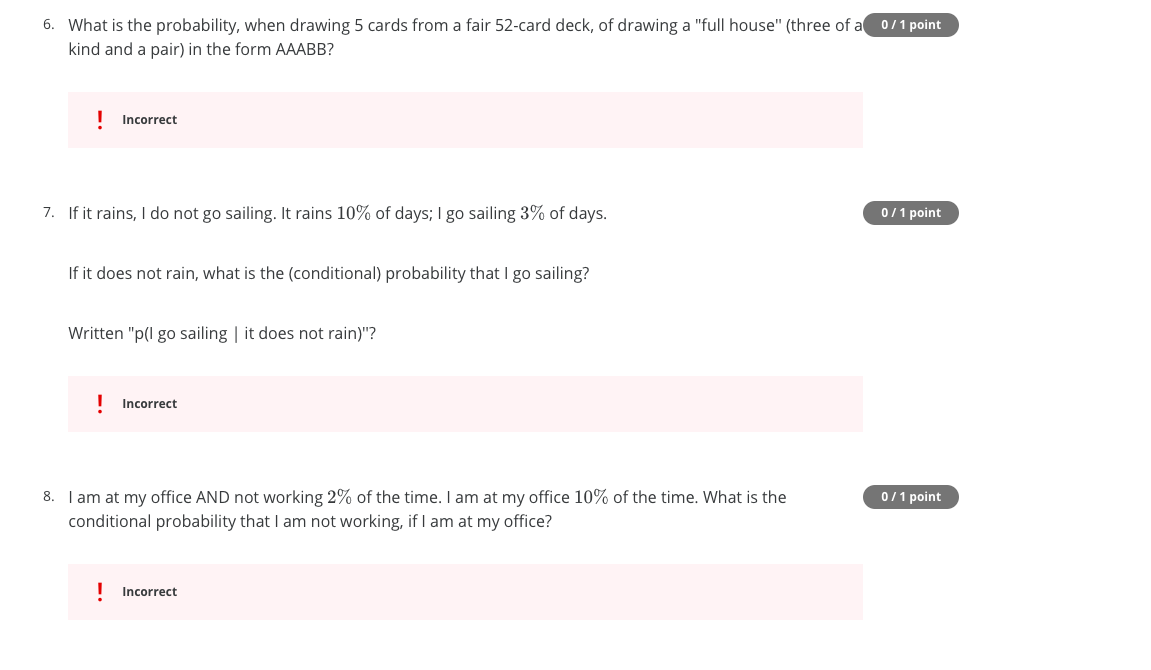 6. What is the probability, when drawing 5 cards from a fair 52-card deck, of drawing a "full house" (three of a
0 / 1 point
kind and a pair) in the form AAABB?
! Incorrect
7. If it rains, I do not go sailing. It rains 10% of days; I go sailing 3% of days.
0 / 1 point
If it does not rain, what is the (conditional) probability that I go sailing?
Written "p(I go sailing | it does not rain)"?
! Incorrect
8. I am at my office AND not working 2% of the time. I am at my office 10% of the time. What is the
0 / 1 point
conditional probability that I am not working, if I am at my office?
! Incorrect